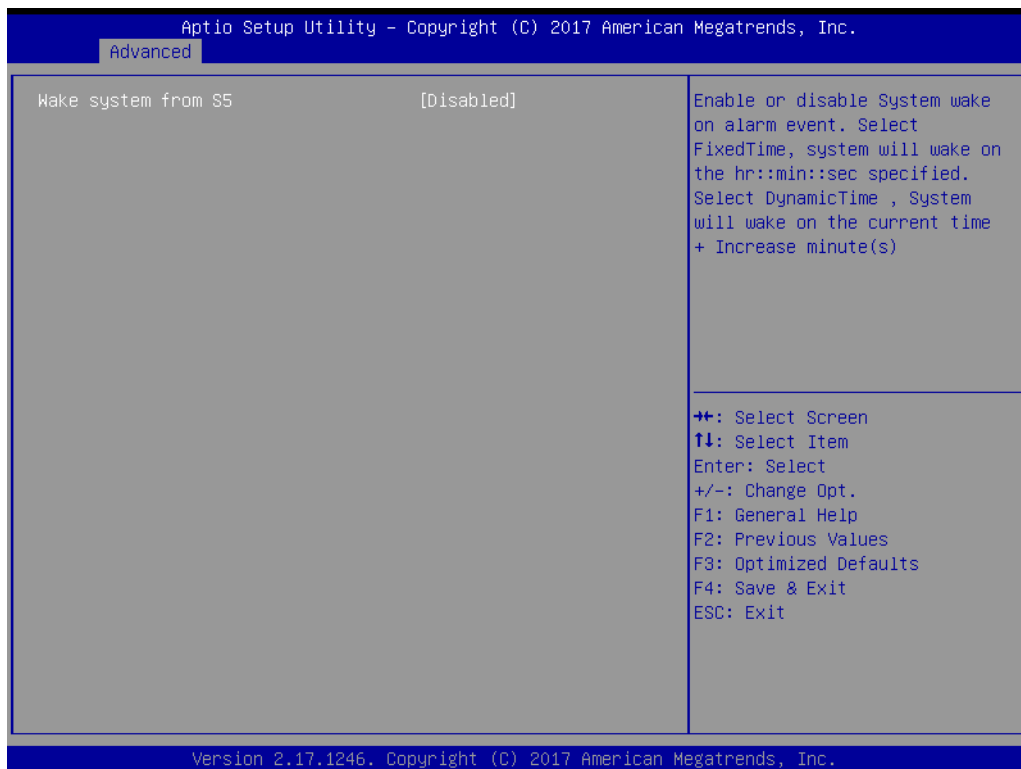 Aptio Setup Utility – Copyright (C) 2017 American Megatrends, Inc.
Advanced
Wake system from S5 [Disabled]
Enable or disable System wake
on alarm event. Select
FixedTime, system will wake on
the hr::min::sec specified.
Select DynamicTime , System
will wake on the current time
+ Increase minute(s)
→←: Select Screen
↑↓: Select Item
Enter: Select
+/-: Change Opt.
F1: General Help
F2: Previous Values
F3: Optimized Defaults
F4: Save & Exit
ESC: Exit
Version 2.17.1246. Copyright (C) 2017 American Megatrends, Inc.